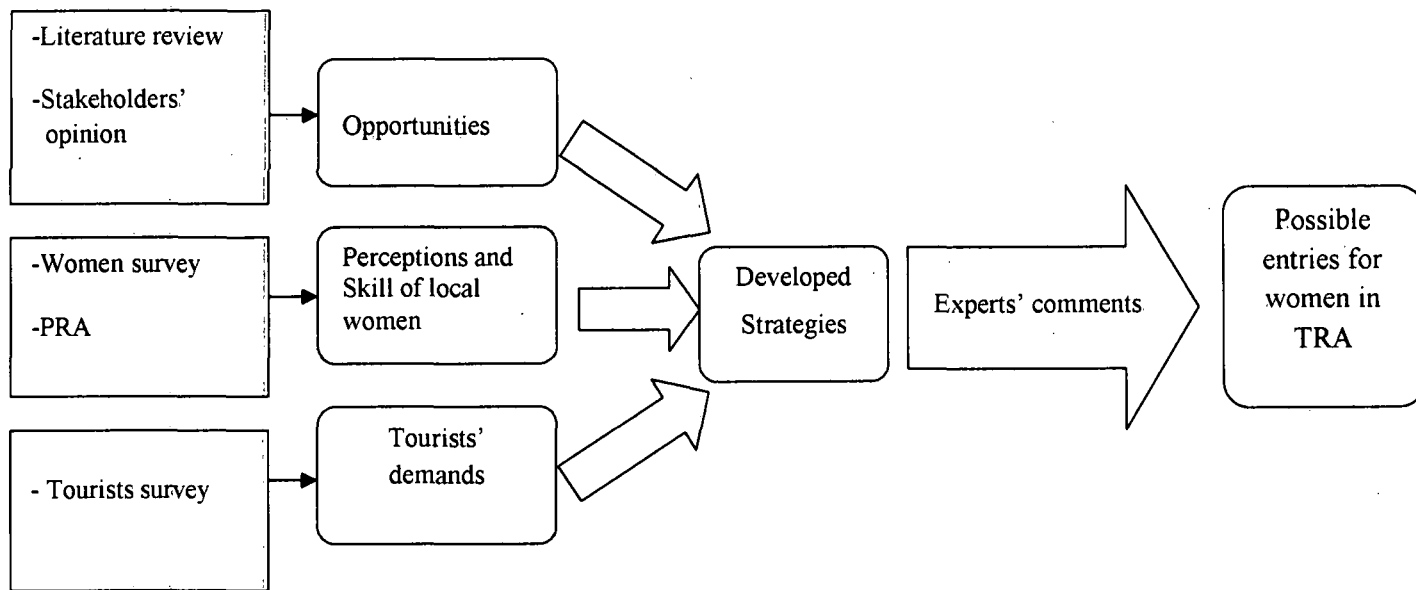 -Literature review
-Stakeholders'
opinion
Opportunities
-Women survey
-PRA
Perceptions and
Skill of local
women
- Tourists survey
Tourists'
demands
Developed
Strategies
Experts' comments
Possible
entries for
women in
TRA